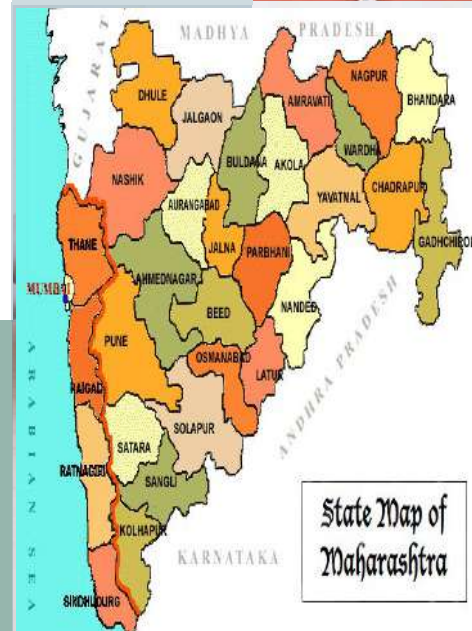 MADHYA PRADESH
GUJARAT
DHULE
JALGAON
BULDANA
AKOLA
AMRAVATI
NAGPUR
WARDHA
BHANDARA
NASHIK
AURANGABAD
JALNA
PARBHANI
YAVATNAL
CHADRAPUR
GADHCHIROLI
THANE
MUMBAI
AHMEDNAGAR
BEED
NANDED
PUNE
RAIGAD
OSMANABAD
LATUR
ANDHRA PRADESH
SATARA
SOLAPUR
RATNAGIRI
SANGLI
KOLHAPUR
SINDHUDURG
KARNATAKA
ARABIAN SEA
State Map of
Maharashtra